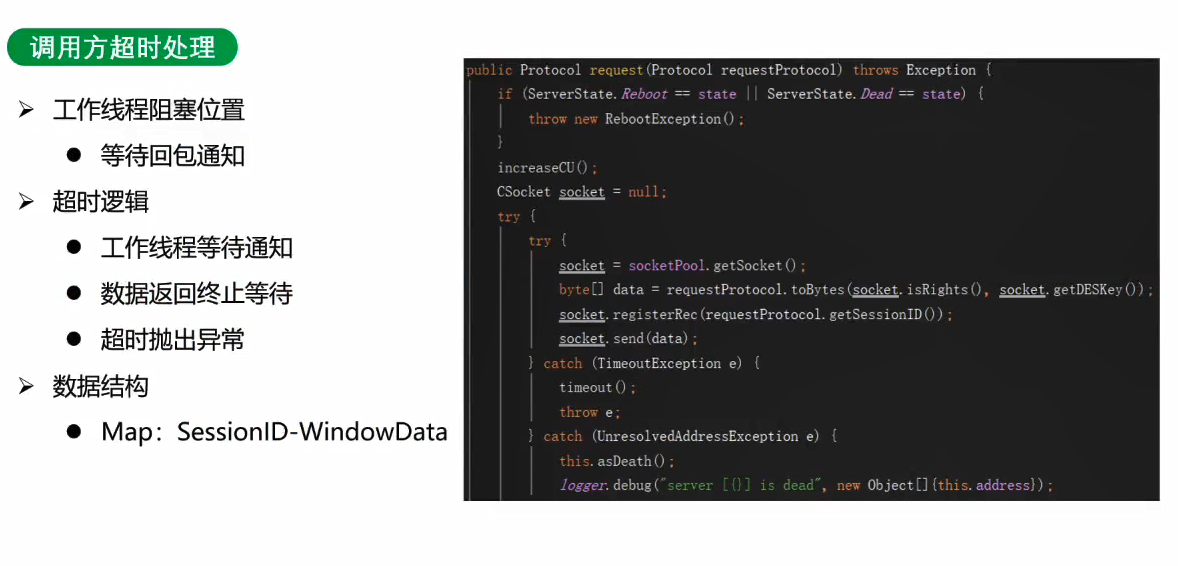 调用方超时处理
➢ 工作线程阻塞位置
● 等待回包通知
➢ 超时逻辑
● 工作线程等待通知
● 数据返回终止等待
● 超时抛出异常
➢ 数据结构
● Map：SessionID-WindowData
public Protocol request(Protocol requestProtocol) throws Exception {
if (ServerState.Reboot == state || ServerState.Dead == state) {
throw new RebootException();
}
increaseCU();
CSocket socket = null;
try {
try {
socket = socketPool.getSocket();
byte[] data = requestProtocol.toBytes(socket.isRights(), socket.getDESKey());
socket.registerRec(requestProtocol.getSessionID());
socket.send(data);
} catch (TimeoutException e) {
timeout();
throw e;
} catch (UnresolvedAddressException e) {
this.asDeath();
logger.debug("server [{}] is dead", new Object[]{this.address});